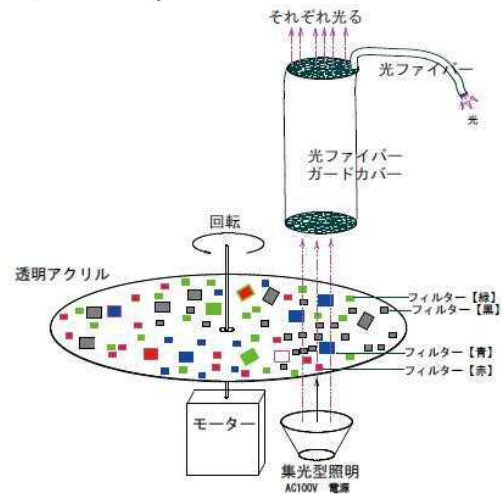 それぞれ光る
光ファイバー
光
光ファイバー
ガードカバー
回転
透明アクリル
フィルター【緑】
フィルター【黒】
フィルター【青】
フィルター【赤】
モーター
集光型照明
AC100V 電源